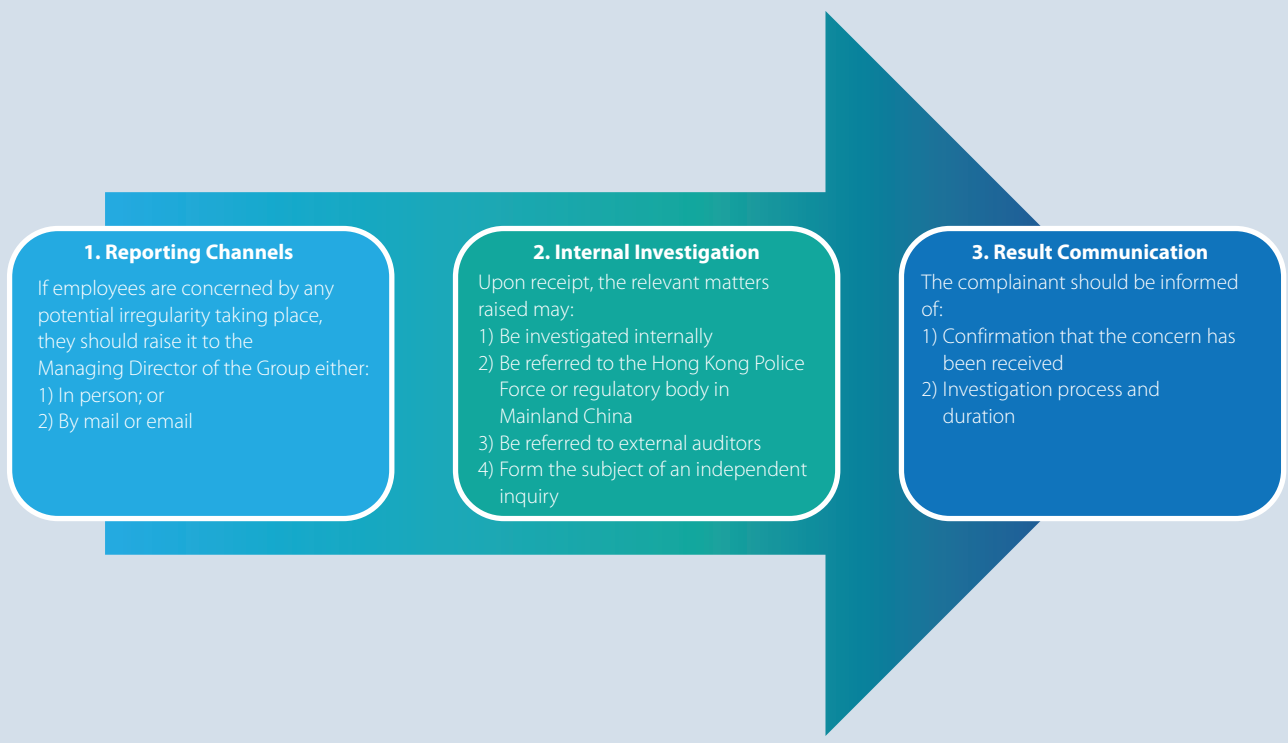 1. Reporting Channels
If employees are concerned by any
potential irregularity taking place,
they should raise it to the
Managing Director of the Group either:
1) In person; or
2) By mail or email
2. Internal Investigation
Upon receipt, the relevant matters
raised may:
1) Be investigated internally
2) Be referred to the Hong Kong Police
Force or regulatory body in
Mainland China
3) Be referred to external auditors
4) Form the subject of an independent
inquiry
3. Result Communication
The complainant should be informed
of:
1) Confirmation that the concern has
been received
2) Investigation process and
duration